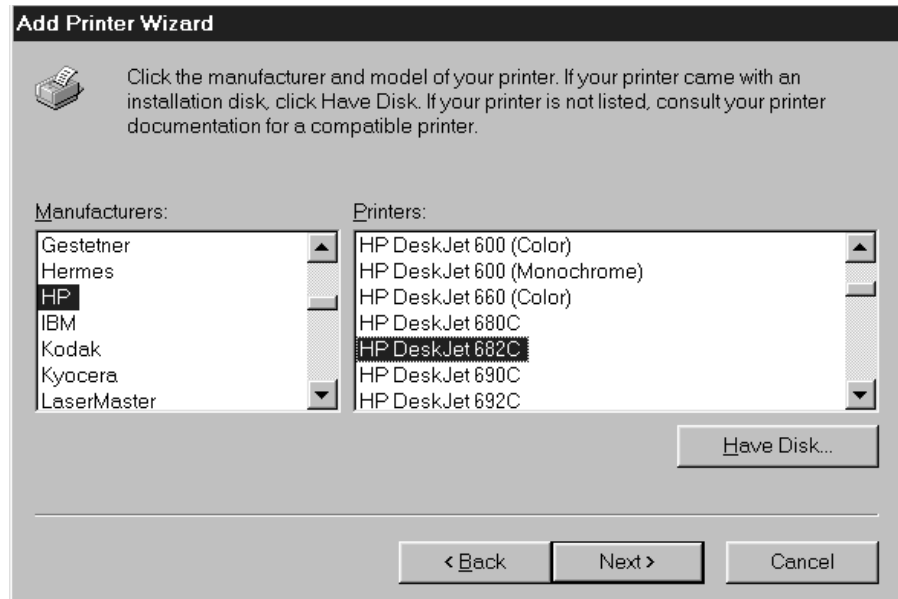 Add Printer Wizard
Click the manufacturer and model of your printer. If your printer came with an
installation disk, click Have Disk. If your printer is not listed, consult your printer
documentation for a compatible printer.
Manufacturers:
Gestetner
Hermes
HP
IBM
Kodak
Kyocera
LaserMaster
Printers:
HP DeskJet 600 (Color)
HP DeskJet 600 (Monochrome)
HP DeskJet 660 (Color)
HP DeskJet 680C
HP DeskJet 682C
HP DeskJet 690C
HP DeskJet 692C
Have Disk...
< Back
Next >
Cancel